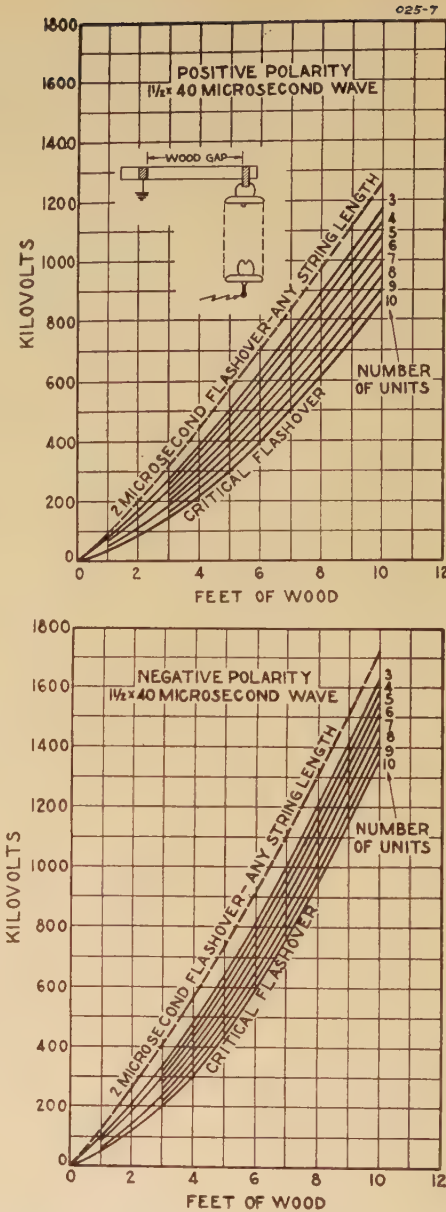 025-7
1800
1600
1400
1200
1000
800
600
400
200
0
KILOVOLTS
POSITIVE POLARITY
1½ × 40 MICROSECOND WAVE
WOOD GAP
2 MICROSECOND FLASHOVER-ANY STRING LENGTH
3
4
5
6
7
8
9
10
NUMBER
OF UNITS
CRITICAL FLASHOVER
0 2 4 6 8 10 12
FEET OF WOOD
1800
1600
1400
1200
1000
800
600
400
200
0
KILOVOLTS
NEGATIVE POLARITY
1½ × 40 MICROSECOND WAVE
2 MICROSECOND FLASHOVER-ANY STRING LENGTH
3
4
5
6
7
8
9
10
NUMBER
OF UNITS
CRITICAL FLASHOVER
0 2 4 6 8 10 12
FEET OF WOOD